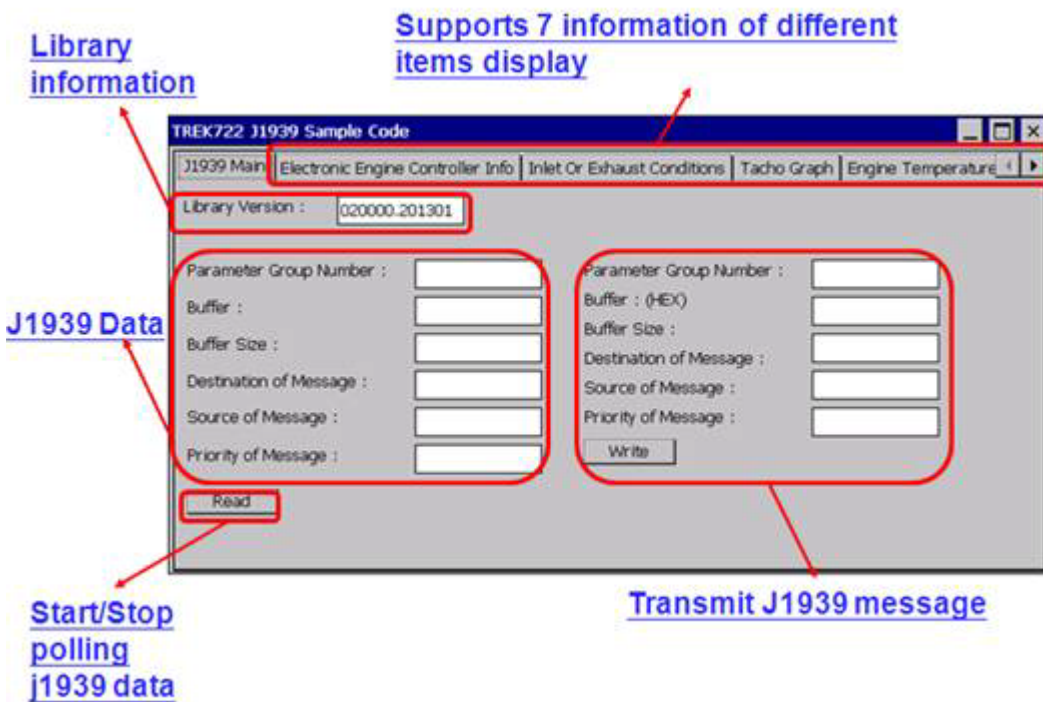 Supports 7 information of different
items display
Library
information
TREK722 J1939 Sample Code
J1939 Main Electronic Engine Controller Info Inlet Or Exhaust Conditions Tacho Graph Engine Temperature
Library Version : 020000.201301
Parameter Group Number :
Buffer :
Buffer Size :
Destination of Message :
Source of Message :
Priority of Message :
Read
Parameter Group Number :
Buffer : (HEX)
Buffer Size :
Destination of Message :
Source of Message :
Priority of Message :
Write
J1939 Data
Start/Stop
polling
j1939 data
Transmit J1939 message